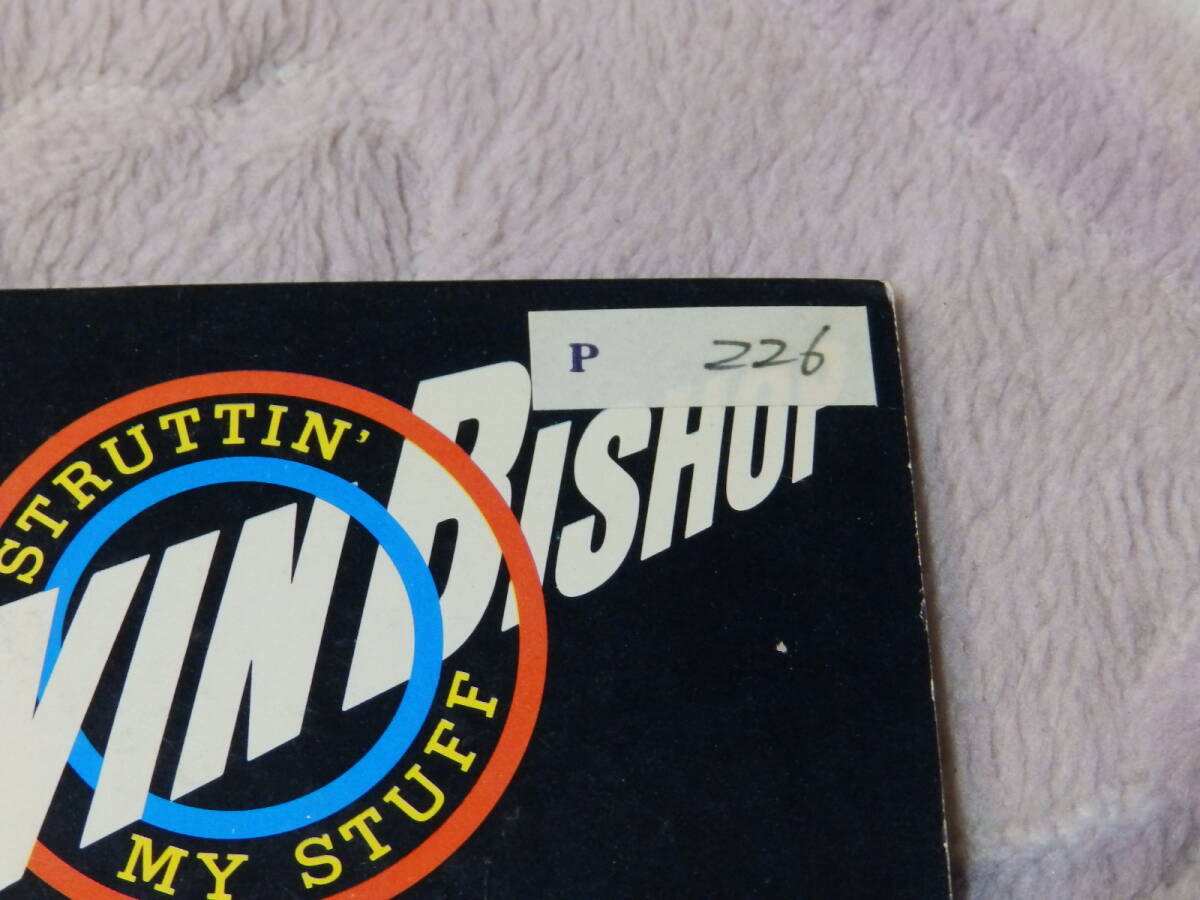 P 226
STRUTTIN'
VIN BISHOP
MY STUFF